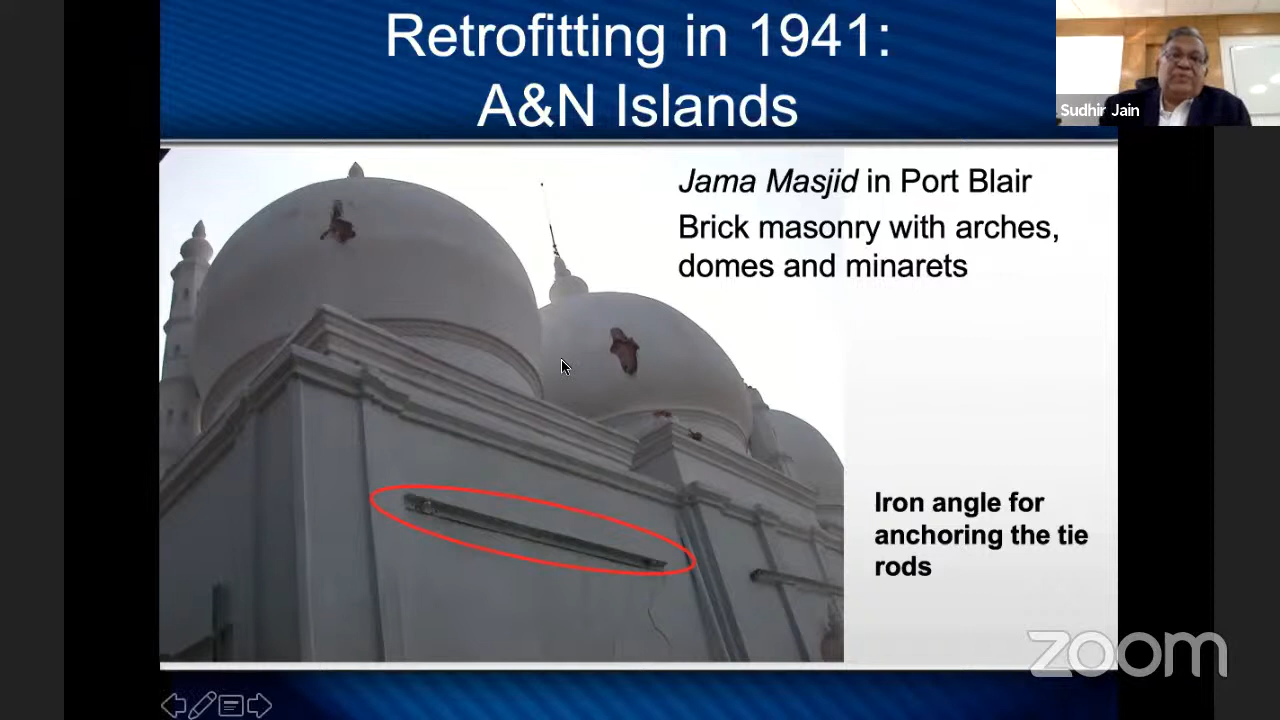 Retrofitting in 1941:
A&N Islands
Sudhir Jain
Jama Masjid in Port Blair
Brick masonry with arches,
domes and minarets
Iron angle for
anchoring the tie
rods
zoom